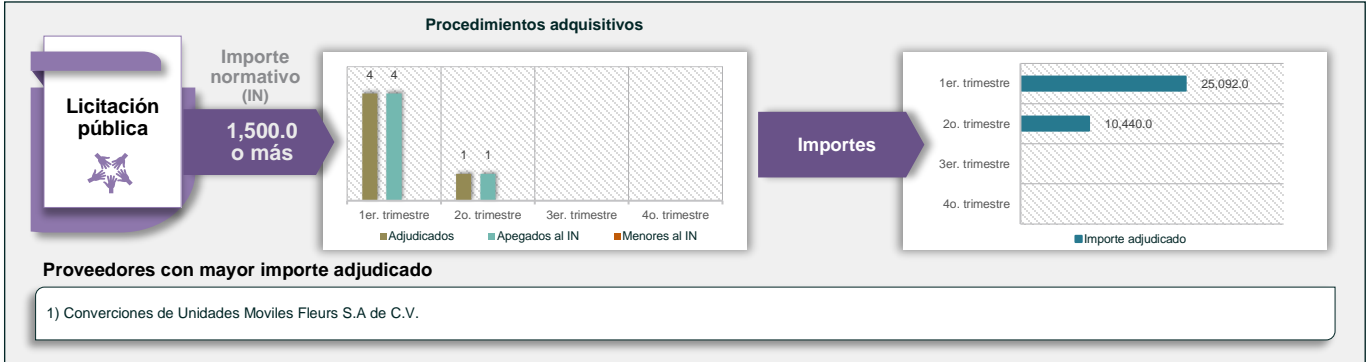 Procedimientos adquisitivos
Licitación
pública
Importe
normativo
(IN)
1,500.0
o más
4 4
1 1
1er. trimestre 2o. trimestre 3er. trimestre 4o. trimestre
Adjudicados Apegados al IN Menores al IN
Importes
1er. trimestre 25,092.0
2o. trimestre 10,440.0
3er. trimestre
4o. trimestre
Importe adjudicado
Proveedores con mayor importe adjudicado
1) Converciones de Unidades Moviles Fleurs S.A de C.V.